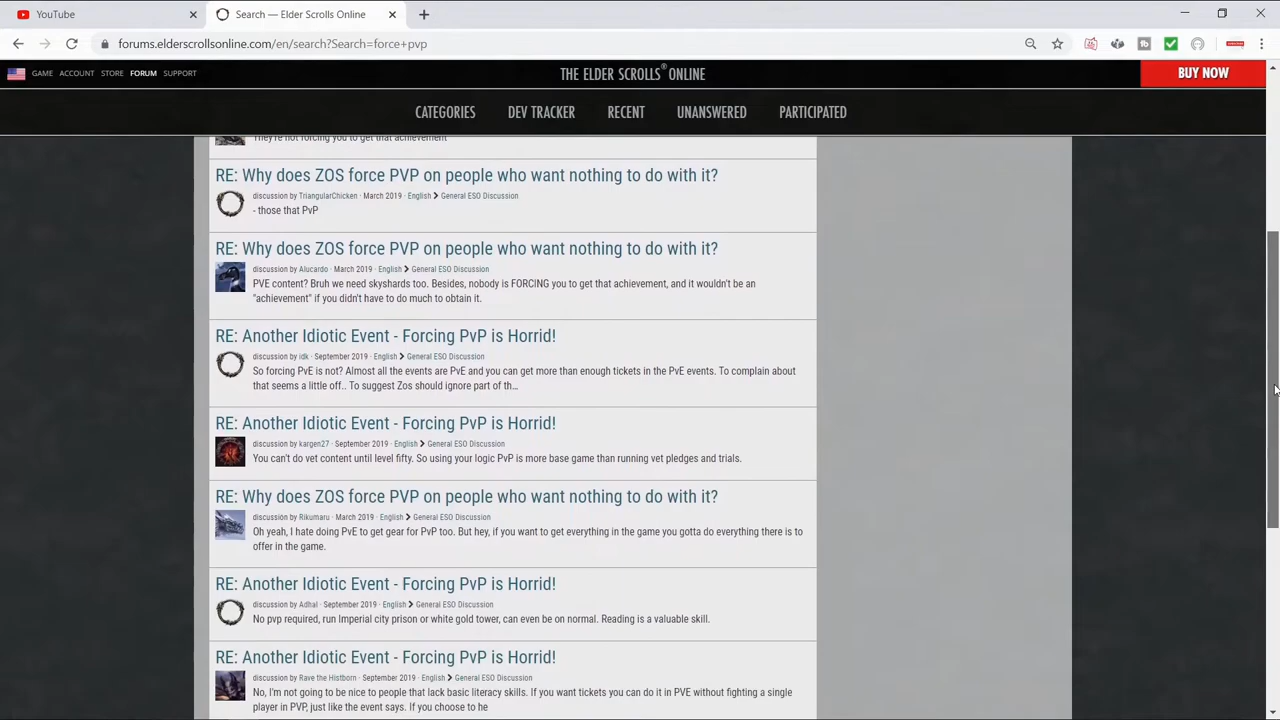 YouTube
Search — Elder Scrolls Online
forums.elderscrollsonline.com/en/search?Search=force+pvp
GAME ACCOUNT STORE FORUM SUPPORT
THE ELDER SCROLLS® ONLINE
BUY NOW
CATEGORIES DEV TRACKER RECENT UNANSWERED PARTICIPATED
They're not forcing you to get that achievement
RE: Why does ZOS force PVP on people who want nothing to do with it?
discussion by TriangularChicken · March 2019 · English > General ESO Discussion
- those that PvP
RE: Why does ZOS force PVP on people who want nothing to do with it?
discussion by Alucardo · March 2019 · English > General ESO Discussion
PVE content? Bruh we need skyshards too. Besides, nobody is FORCING you to get that achievement, and it wouldn't be an
"achievement" if you didn't have to do much to obtain it.
RE: Another Idiotic Event - Forcing PvP is Horrid!
discussion by idk · September 2019 · English > General ESO Discussion
So forcing PvE is not? Almost all the events are PvE and you can get more than enough tickets in the PvE events. To complain about
that seems a little off.. To suggest Zos should ignore part of th…
RE: Another Idiotic Event - Forcing PvP is Horrid!
discussion by kargen27 · September 2019 · English > General ESO Discussion
You can't do vet content until level fifty. So using your logic PvP is more base game than running vet pledges and trials.
RE: Why does ZOS force PVP on people who want nothing to do with it?
discussion by Rikumaru · March 2019 · English > General ESO Discussion
Oh yeah, I hate doing PvE to get gear for PvP too. But hey, if you want to get everything in the game you gotta do everything there is to
offer in the game.
RE: Another Idiotic Event - Forcing PvP is Horrid!
discussion by Adhal · September 2019 · English > General ESO Discussion
No pvp required, run Imperial city prison or white gold tower, can even be on normal. Reading is a valuable skill.
RE: Another Idiotic Event - Forcing PvP is Horrid!
discussion by Rave the Histborn · September 2019 · English > General ESO Discussion
No, I'm not going to be nice to people that lack basic literacy skills. If you want tickets you can do it in PVE without fighting a single
player in PVP, just like the event says. If you choose to he